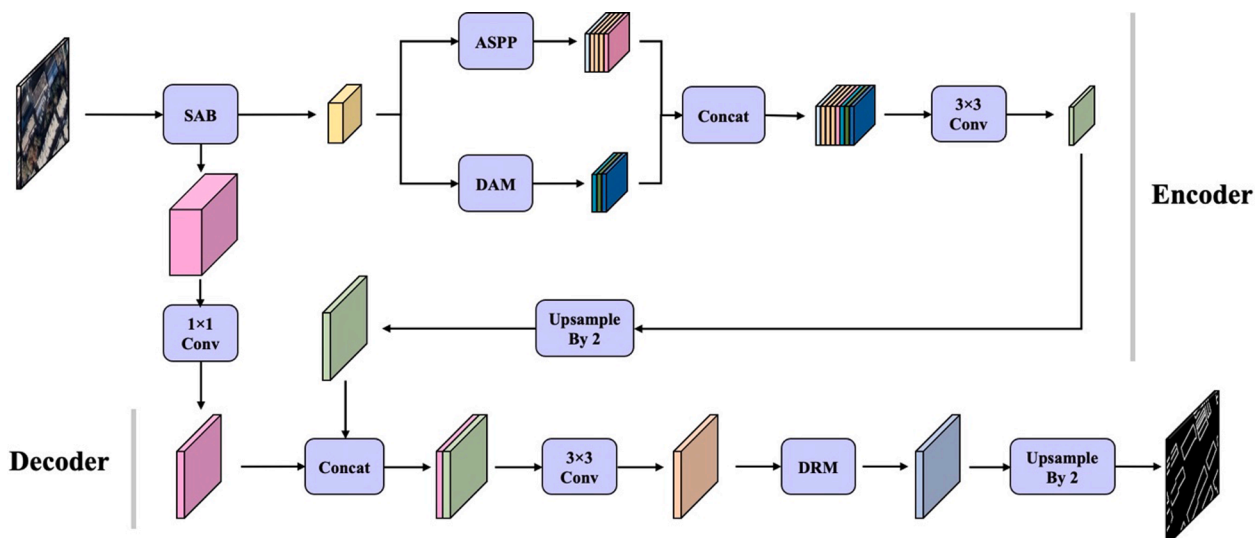 ASPP
SAB
Concat
3×3
Conv
DAM
Encoder
1×1
Conv
Upsample
By 2
Decoder
Concat
3×3
Conv
DRM
Upsample
By 2